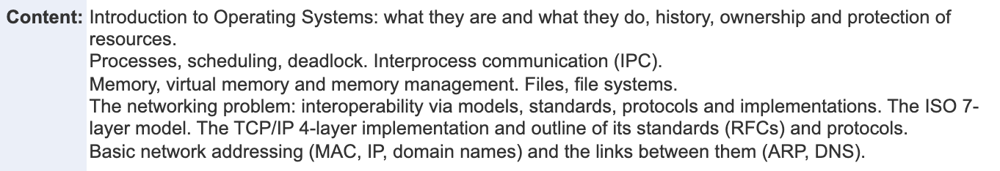 Content: Introduction to Operating Systems: what they are and what they do, history, ownership and protection of
resources.
Processes, scheduling, deadlock. Interprocess communication (IPC).
Memory, virtual memory and memory management. Files, file systems.
The networking problem: interoperability via models, standards, protocols and implementations. The ISO 7-
layer model. The TCP/IP 4-layer implementation and outline of its standards (RFCs) and protocols.
Basic network addressing (MAC, IP, domain names) and the links between them (ARP, DNS).